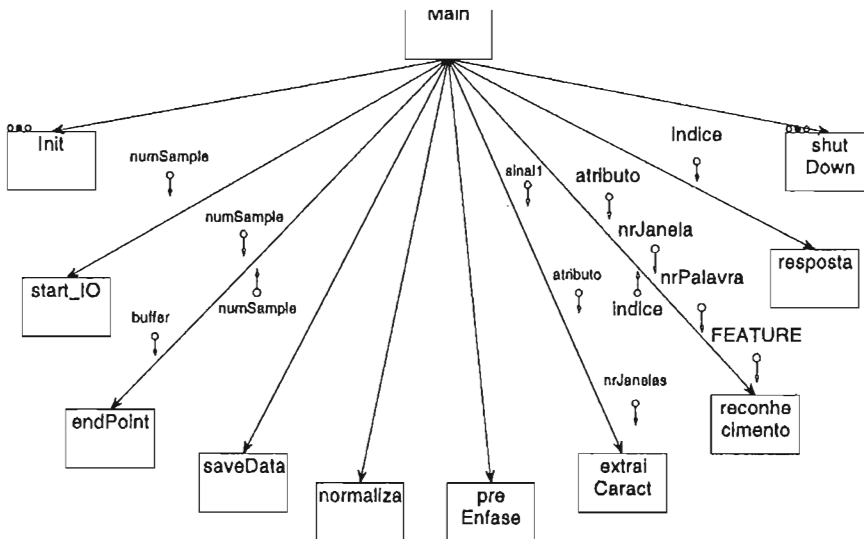 Main
Init
numSample
sinal1
atributo
Indice
shut
Down
numSample
nrJanela
start_IO
numSample
atributo
indice
nrPalavra
resposta
buffer
FEATURE
nrJanelas
endPoint
reconhe
cimento
saveData
normaliza
pre
Enfase
extrai
Caract